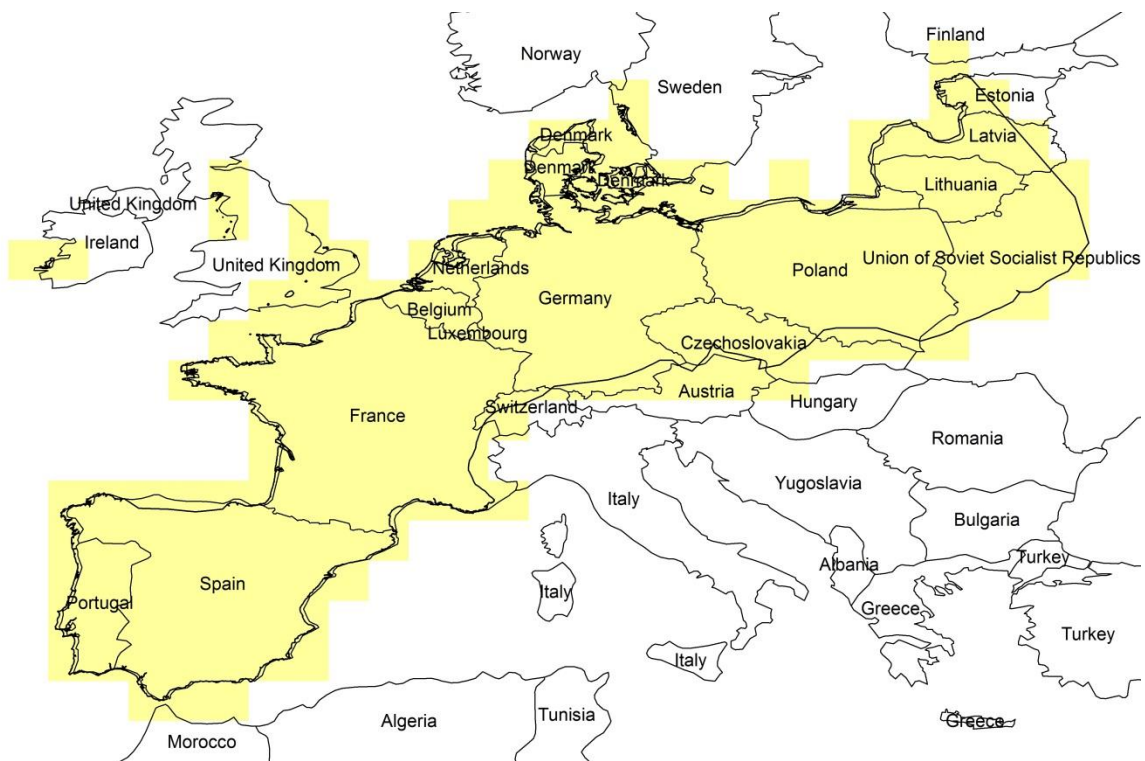 Finland
Norway
Sweden
Estonia
Denmark
Latvia
Denmark
Denmark
Lithuania
United Kingdom
Ireland
United Kingdom
Netherlands
Union of Soviet Socialist Republics
Poland
Germany
Belgium
Luxembourg
Czechoslovakia
Austria
France
Switzerland
Hungary
Romania
Yugoslavia
Italy
Bulgaria
Turkey
Albania
Spain
Italy
Portugal
Greece
Turkey
Italy
Algeria
Tunisia
Greece
Morocco